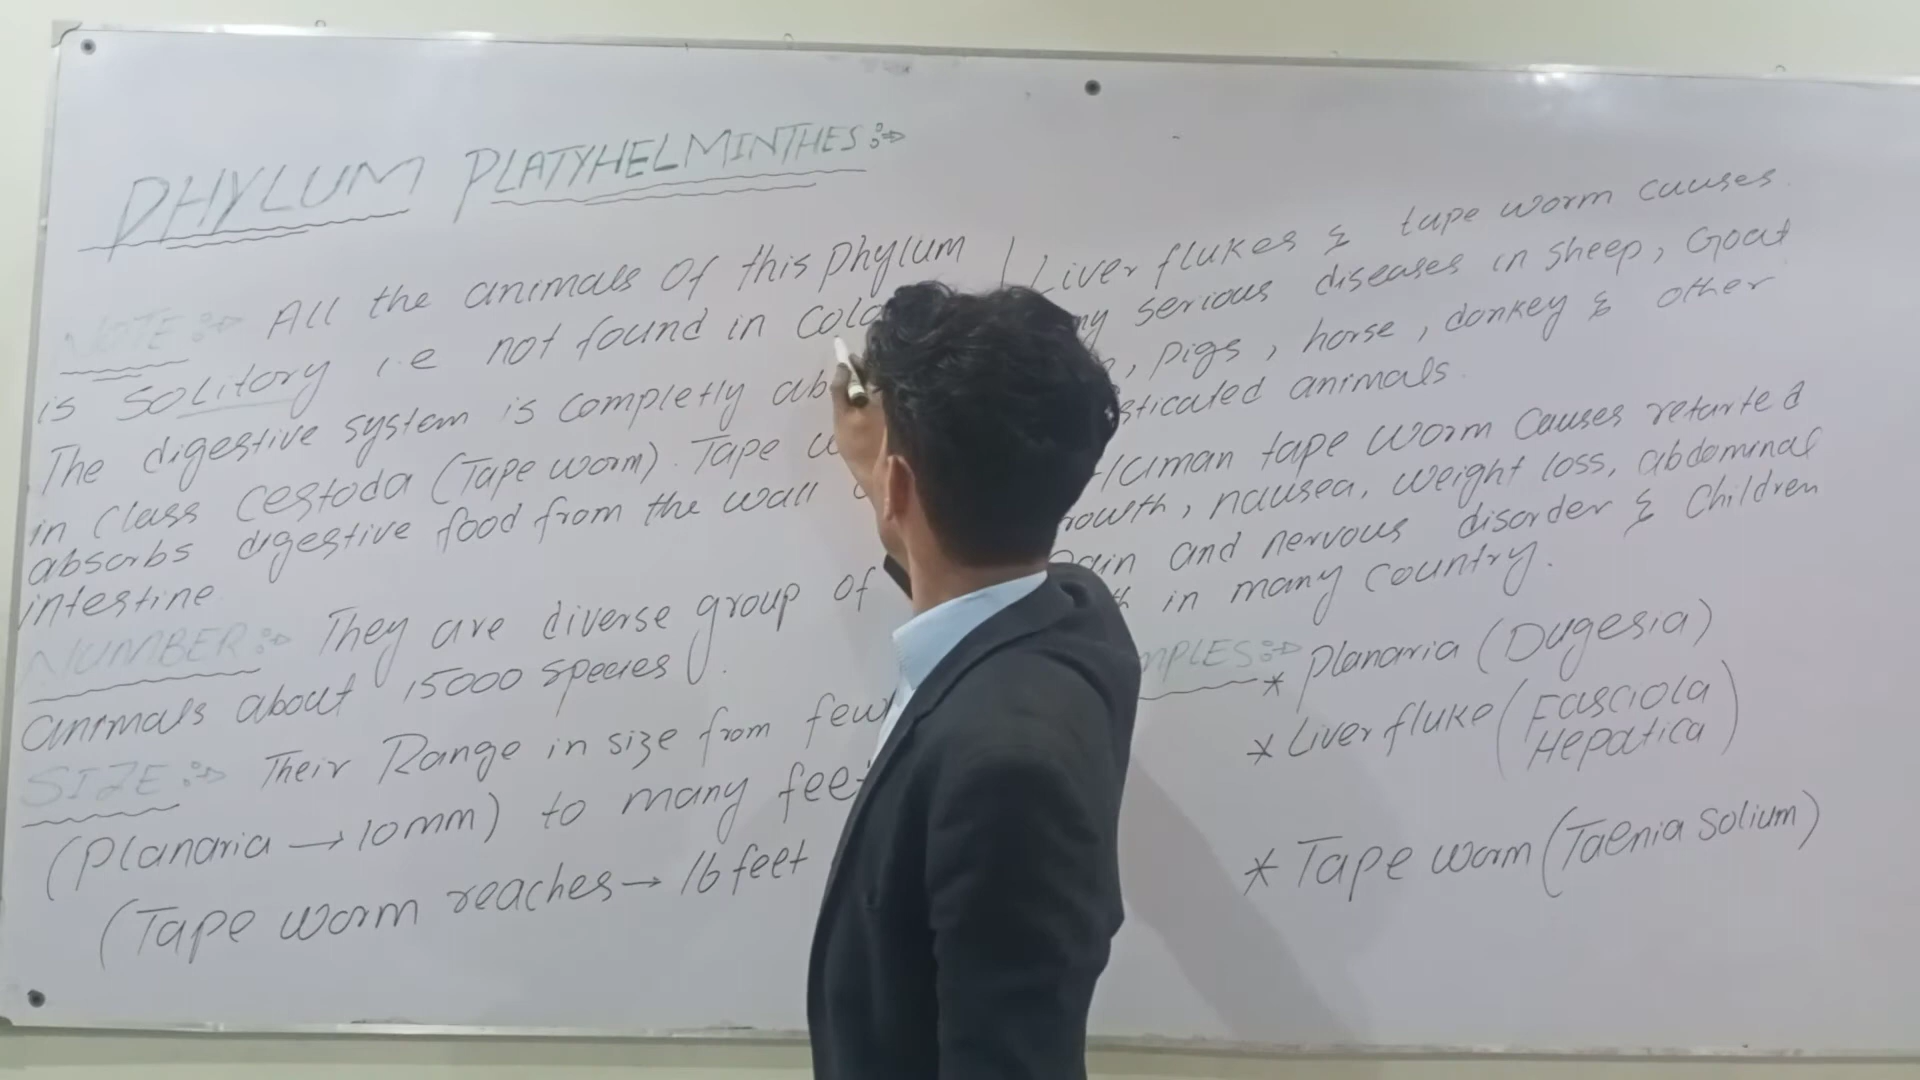 PHYLUM PLATYHELMINTHES:⇒
NOTE:⇒ All the animals of this phylum
is Solitory i.e not found in Colo
The digestive system is completly ab
in class cestoda (Tape worm). Tape w
absorbs digestive food from the wall
intestine
NUMBER:⇒ They are diverse group of
animals about 15000 species.
SIZE:⇒ Their Range in size from few
(Planaria → 10mm) to many feet
(Tape worm reaches → 16 feet
Liver flukes & tape worm causes
ny serious diseases in sheep, Goat
, pigs, horse, donkey & other
sticated animals.
Human tape worm causes retarted
rowth, nausea, weight loss, abdominal
pain and nervous disorder & children
th in many country.
MPLES:⇒
* Planaria (Dugesia)
* Liver fluke (Fasciola
Hepatica)
* Tape worm (Taenia Solium)